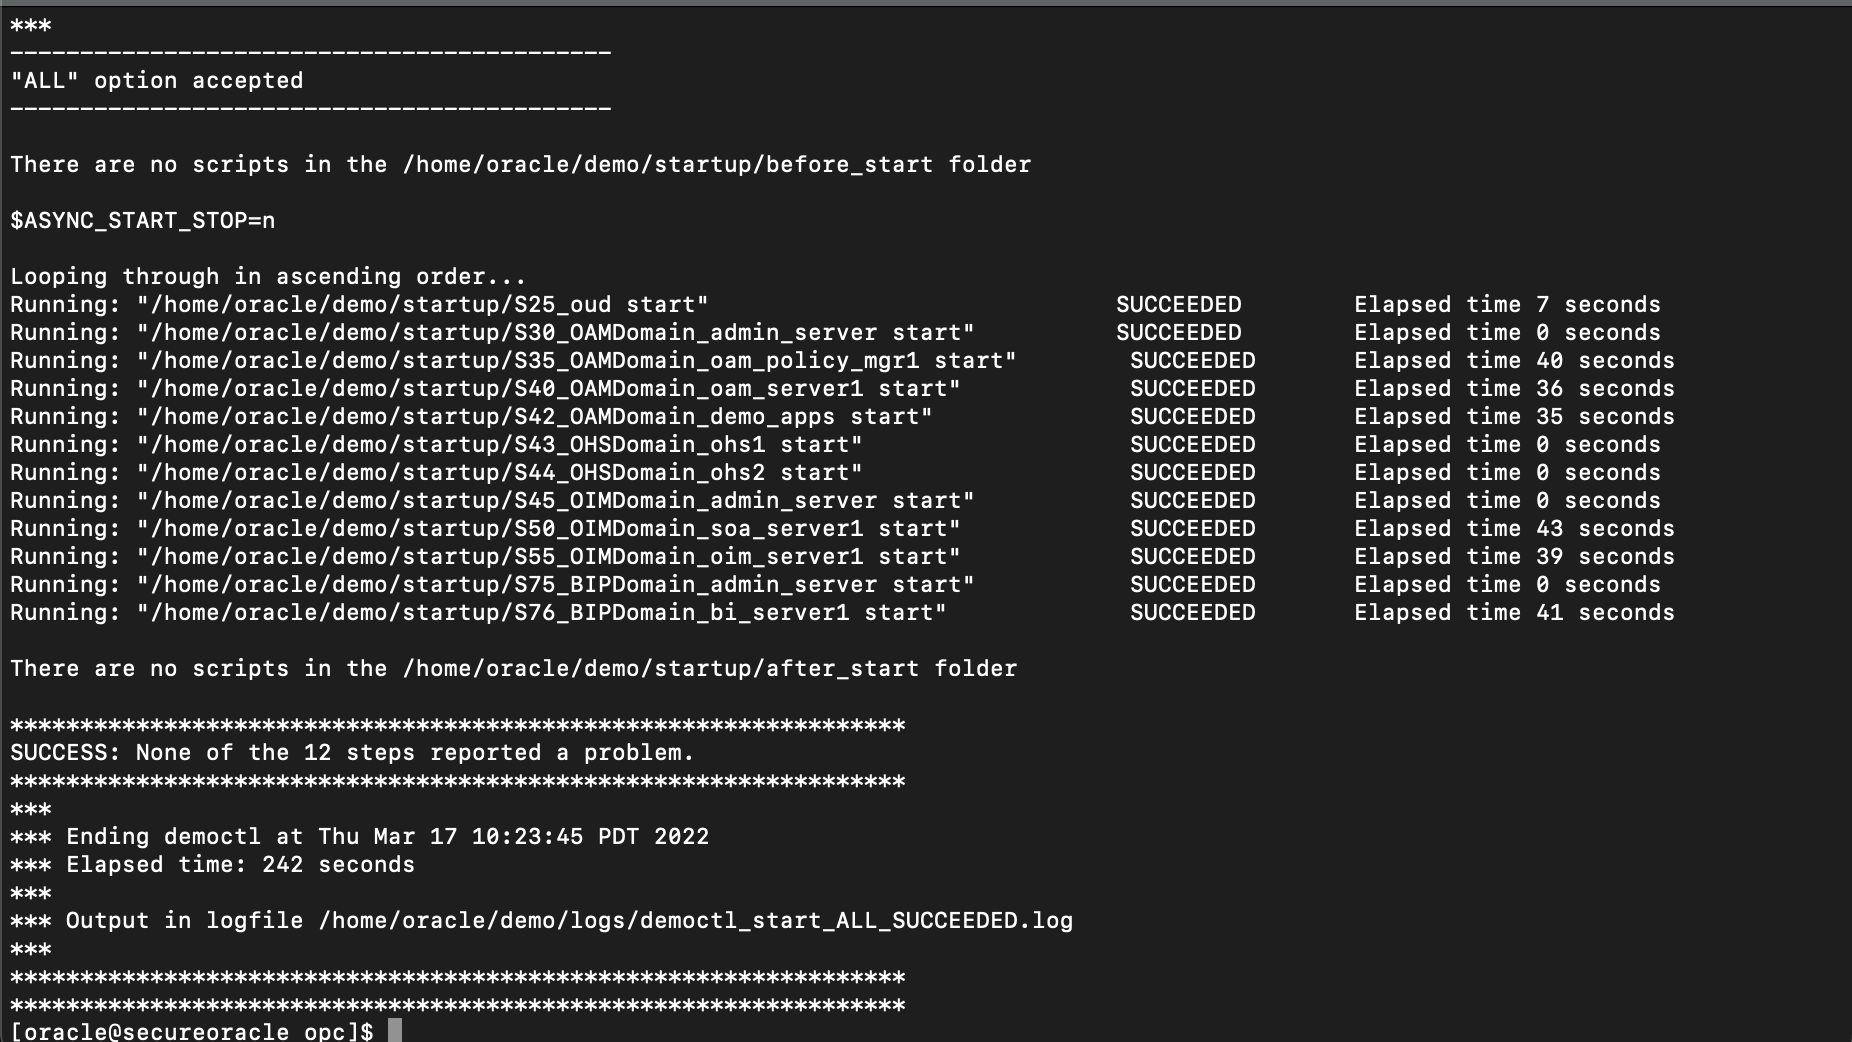 ***
-------------------------------------------
"ALL" option accepted
-------------------------------------------
There are no scripts in the /home/oracle/demo/startup/before_start folder
$ASYNC_START_STOP=n
Looping through in ascending order...
Running: "/home/oracle/demo/startup/S25_oud start" SUCCEEDED Elapsed time 7 seconds
Running: "/home/oracle/demo/startup/S30_OAMDomain_admin_server start" SUCCEEDED Elapsed time 0 seconds
Running: "/home/oracle/demo/startup/S35_OAMDomain_oam_policy_mgr1 start" SUCCEEDED Elapsed time 40 seconds
Running: "/home/oracle/demo/startup/S40_OAMDomain_oam_server1 start" SUCCEEDED Elapsed time 36 seconds
Running: "/home/oracle/demo/startup/S42_OAMDomain_demo_apps start" SUCCEEDED Elapsed time 35 seconds
Running: "/home/oracle/demo/startup/S43_OHSDomain_ohs1 start" SUCCEEDED Elapsed time 0 seconds
Running: "/home/oracle/demo/startup/S44_OHSDomain_ohs2 start" SUCCEEDED Elapsed time 0 seconds
Running: "/home/oracle/demo/startup/S45_OIMDomain_admin_server start" SUCCEEDED Elapsed time 0 seconds
Running: "/home/oracle/demo/startup/S50_OIMDomain_soa_server1 start" SUCCEEDED Elapsed time 43 seconds
Running: "/home/oracle/demo/startup/S55_OIMDomain_oim_server1 start" SUCCEEDED Elapsed time 39 seconds
Running: "/home/oracle/demo/startup/S75_BIPDomain_admin_server start" SUCCEEDED Elapsed time 0 seconds
Running: "/home/oracle/demo/startup/S76_BIPDomain_bi_server1 start" SUCCEEDED Elapsed time 41 seconds
There are no scripts in the /home/oracle/demo/startup/after_start folder
****************************************************************
SUCCESS: None of the 12 steps reported a problem.
****************************************************************
***
*** Ending democtl at Thu Mar 17 10:23:45 PDT 2022
*** Elapsed time: 242 seconds
***
*** Output in logfile /home/oracle/demo/logs/democtl_start_ALL_SUCCEEDED.log
***
****************************************************************
****************************************************************
[oracle@secureoracle opc]$